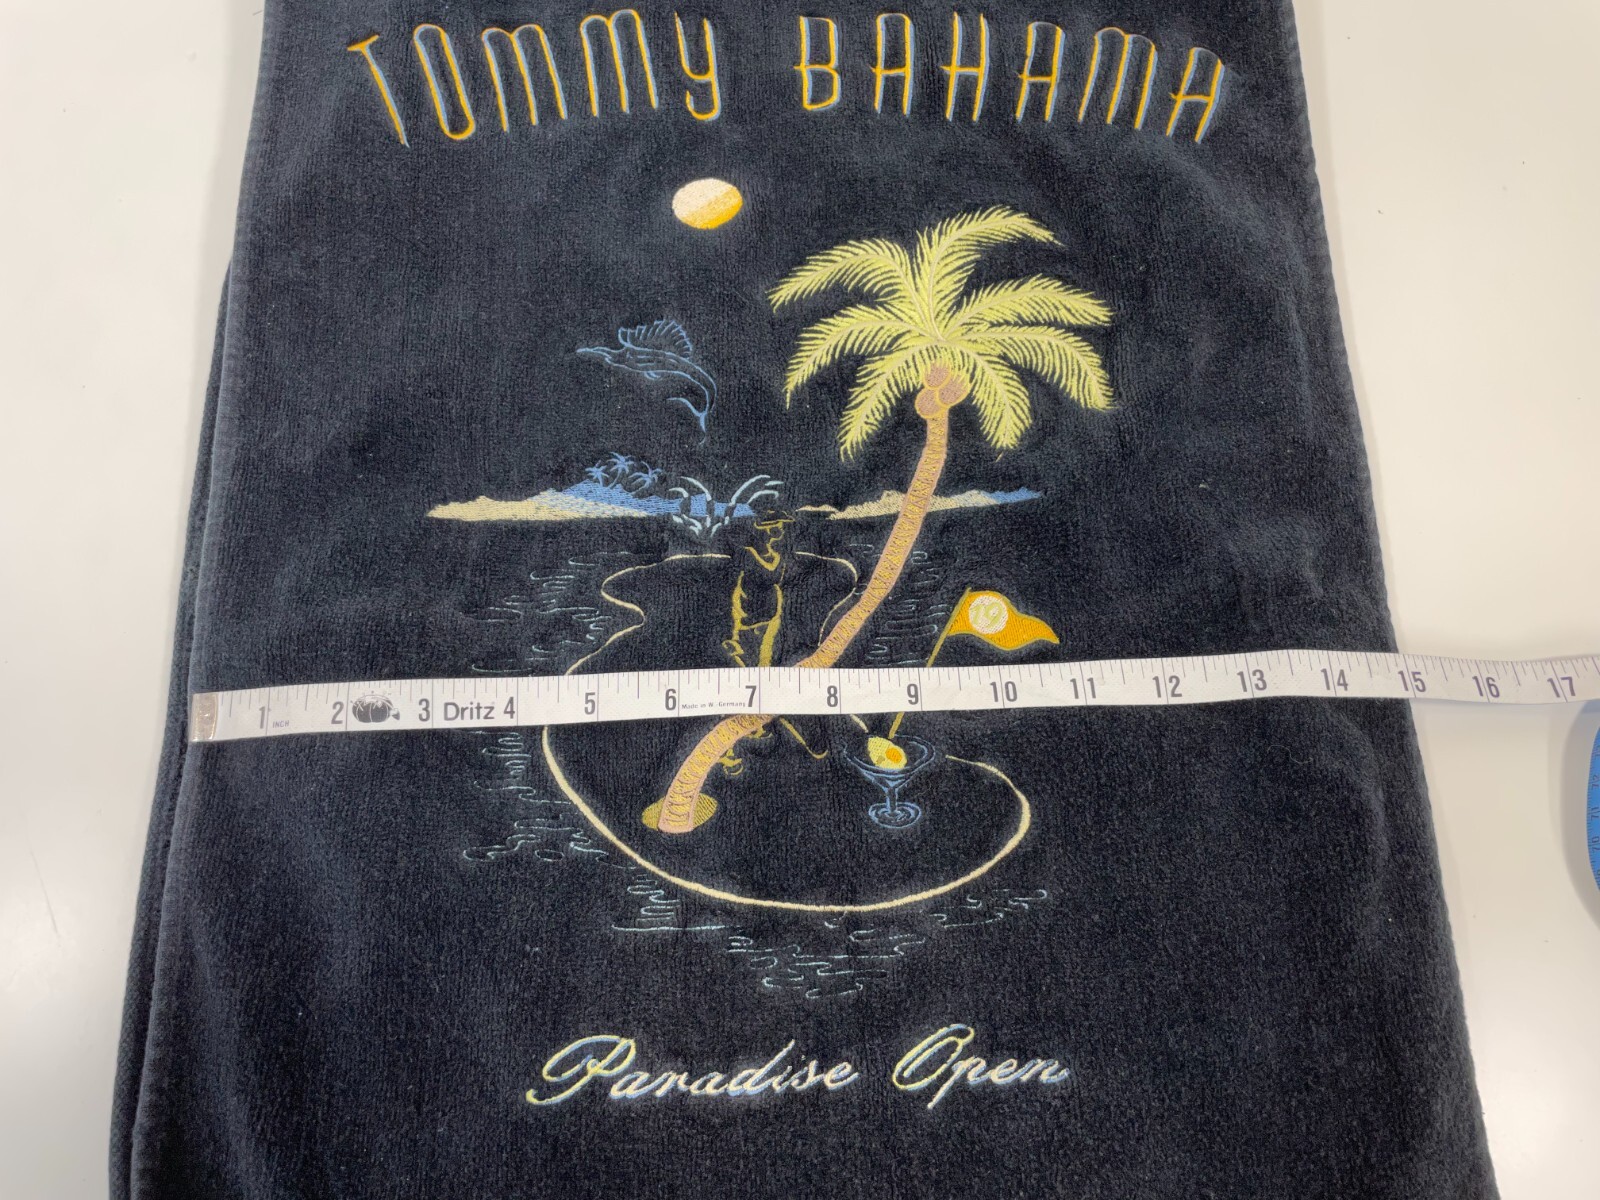 TOMMY BAHAMA
19
1 INCH 2 3 Dritz 4 5 6 Made in W. Germany 7 8 9 10 11 12 13 14 15 16 17
Paradise Open